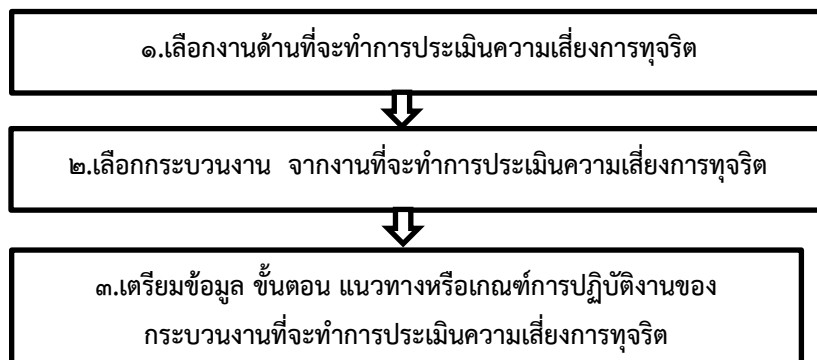 ๑.เลือกงานด้านที่จะทำการประเมินความเสี่ยงการทุจริต
๒.เลือกกระบวนงาน จากงานที่จะทำการประเมินความเสี่ยงการทุจริต
๓.เตรียมข้อมูล ขั้นตอน แนวทางหรือเกณฑ์การปฏิบัติงานของ
กระบวนงานที่จะทำการประเมินความเสี่ยงการทุจริต